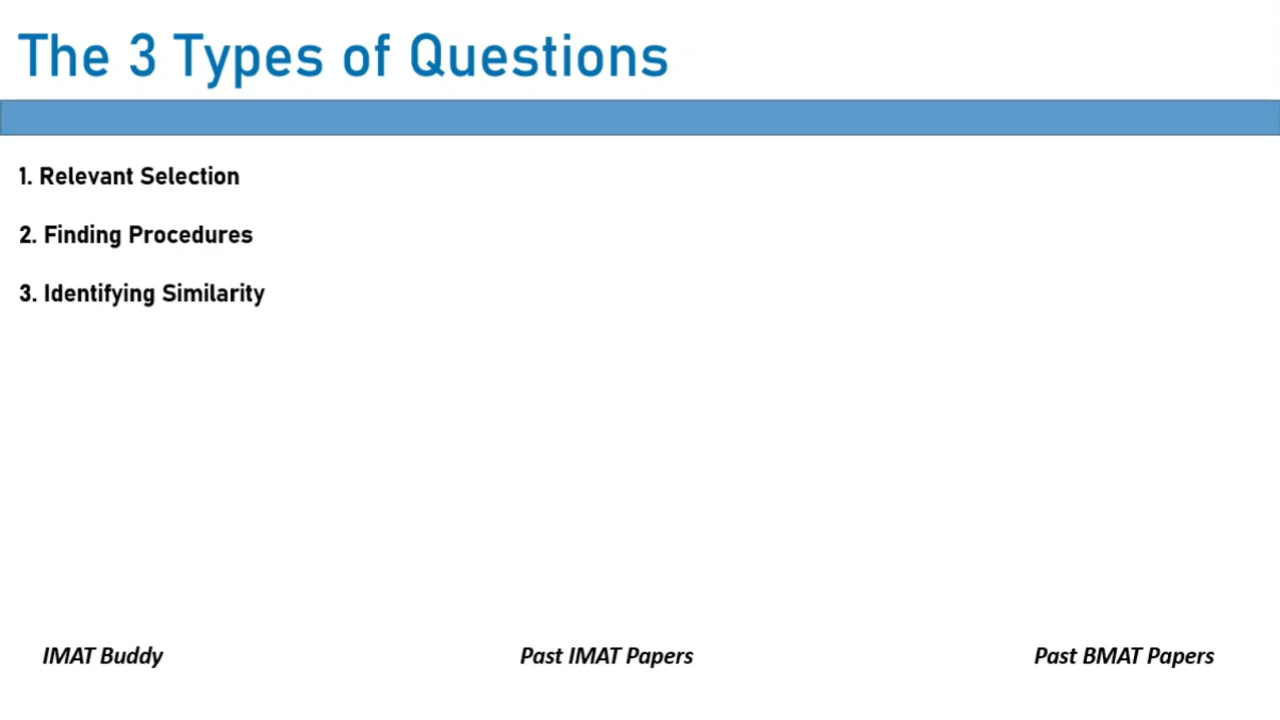 The 3 Types of Questions
1. Relevant Selection
2. Finding Procedures
3. Identifying Similarity
IMAT Buddy
Past IMAT Papers
Past BMAT Papers